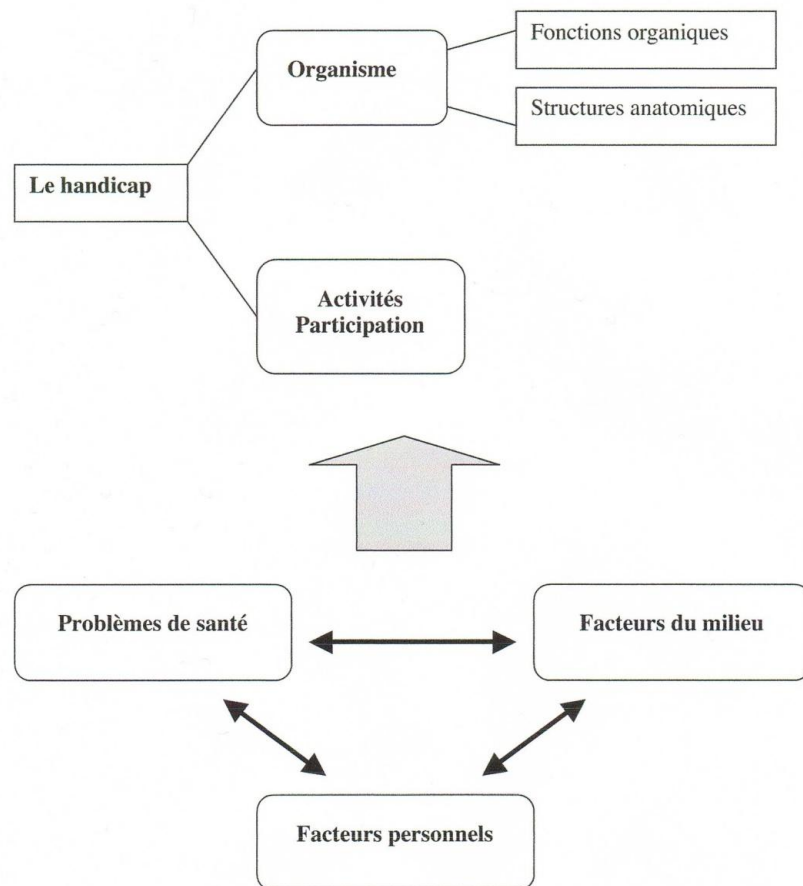 Fonctions organiques
Organisme
Structures anatomiques
Le handicap
Activités
Participation
Problèmes de santé
Facteurs du milieu
Facteurs personnels